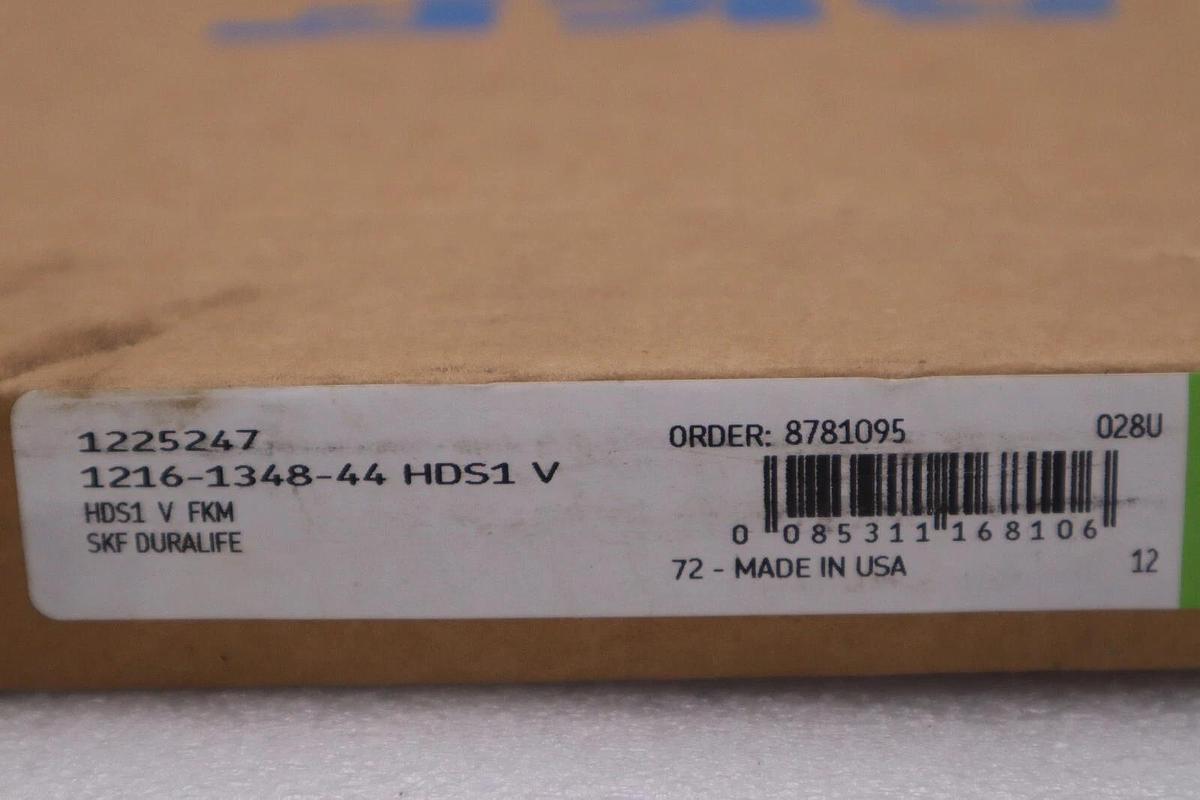 1225247
1216-1348-44 HDS1 V
HDS1 V FKM
SKF DURALIFE
ORDER: 8781095
028U
0 085311 168106
72 - MADE IN USA
12